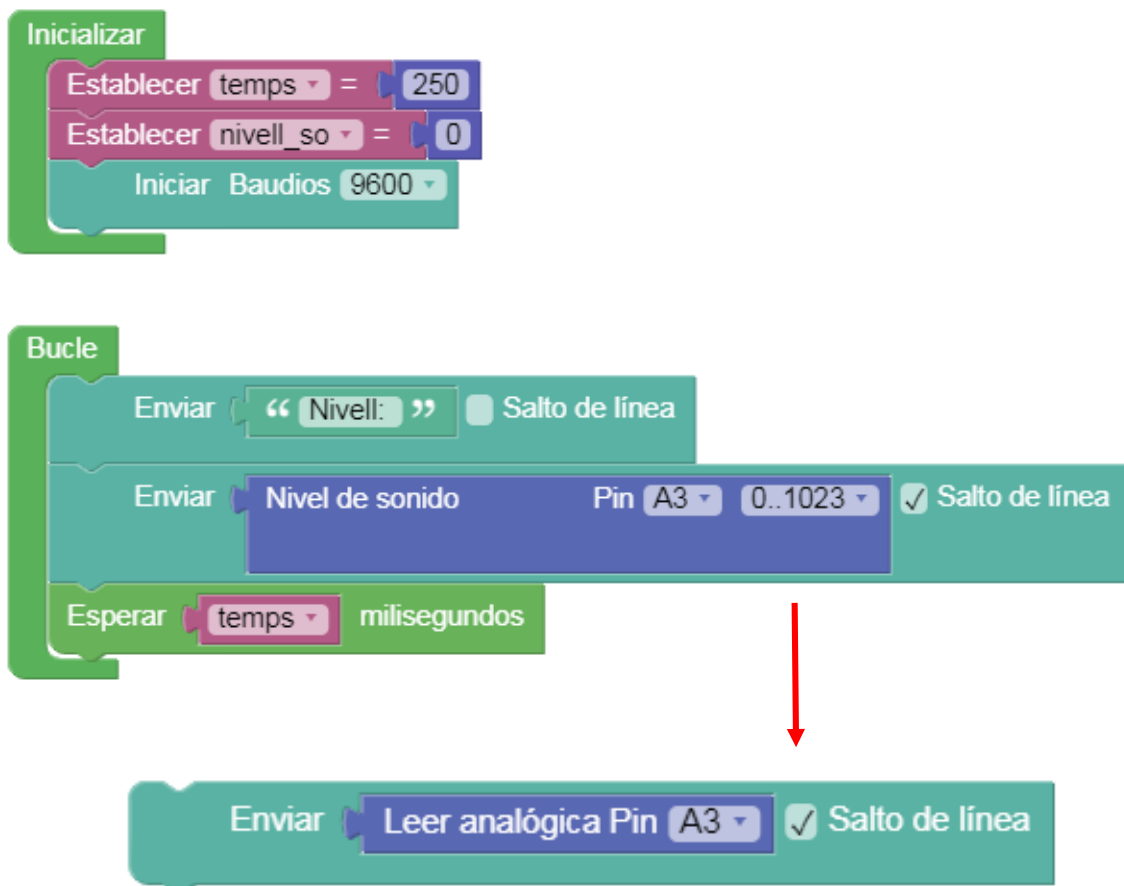 Inicializar
Establecer temps = 250
Establecer nivell_so = 0
Iniciar Baudios 9600
Bucle
Enviar “ Nivell: ” Salto de línea
Enviar Nivel de sonido Pin A3 0..1023 Salto de línea
Esperar temps milisegundos
Enviar Leer analógica Pin A3 Salto de línea